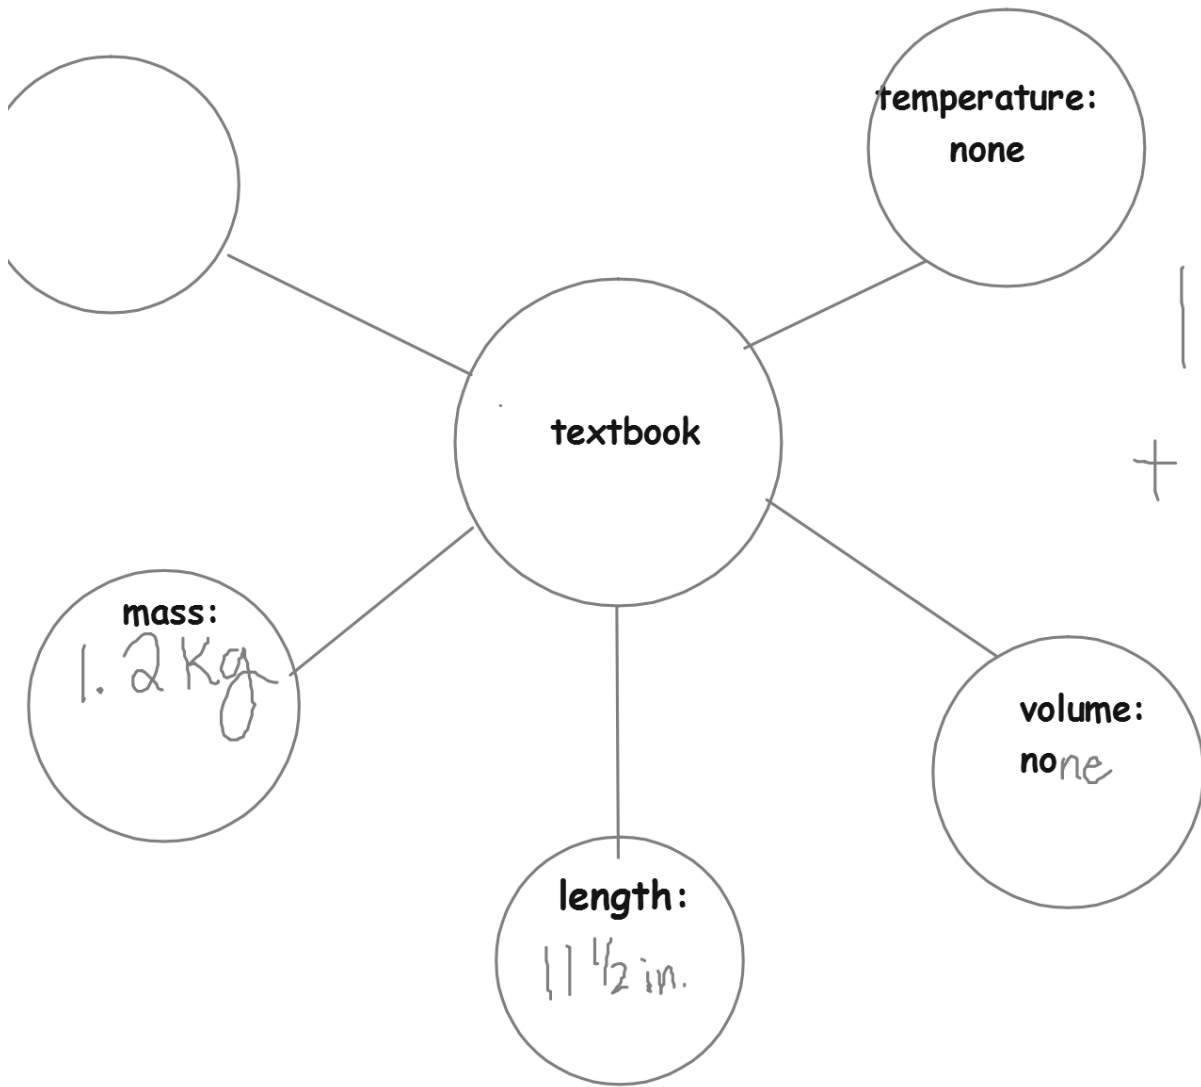 temperature:
none
|
+
textbook
mass:
1.2 Kg
volume:
none
length:
11 1/2 in.